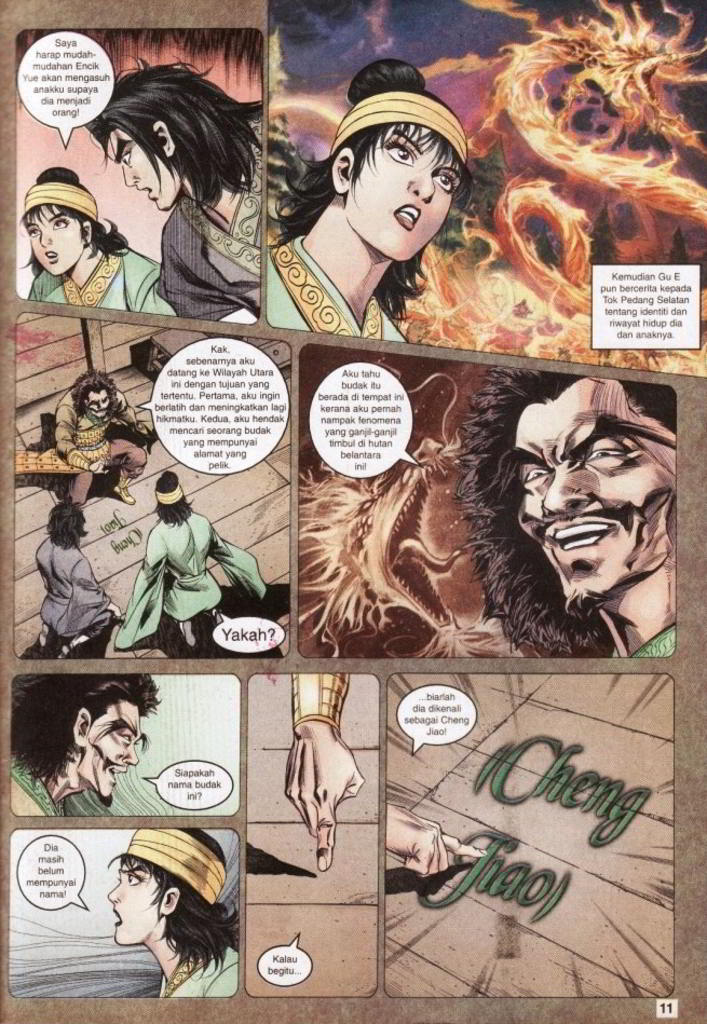 Saya
harap mudah-
mudahan Encik
Yue akan mengasuh
anakku supaya
dia menjadi
orang!
Kemudian Gu E
pun bercerita kepada
Tok Pedang Selatan
tentang identiti dan
riwayat hidup dia
dan anaknya.
Kak,
sebenarnya aku
datang ke Wilayah Utara
ini dengan tujuan yang
tertentu. Pertama, aku ingin
berlatih dan meningkatkan lagi
hikmatku. Kedua, aku hendak
mencari seorang budak
yang mempunyai
alamat yang
pelik.
Cheng
Jiao)
Yakah?
Aku tahu
budak itu
berada di tempat ini
kerana aku pernah
nampak fenomena
yang ganjil-ganjil
timbul di hutan
belantara
ini!
Siapakah
nama budak
ini?
Dia
masih
belum
mempunyai
nama!
Kalau
begitu...
...biarlah
dia dikenali
sebagai Cheng
Jiao!
(Cheng
Jiao)
11